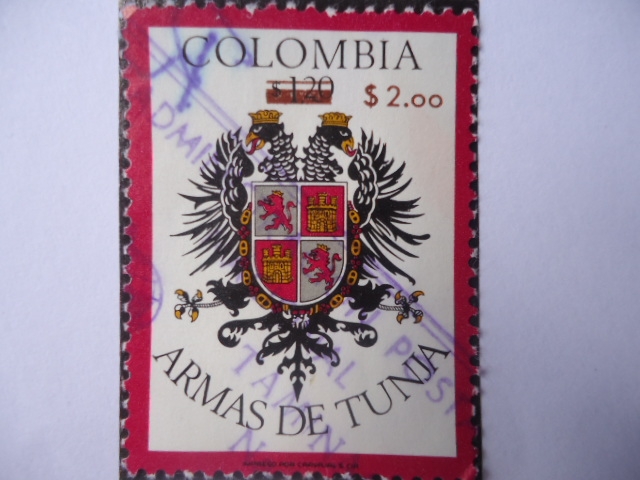 COLOMBIA
$ 1.20 $ 2.00
ARMAS DE TUNJA